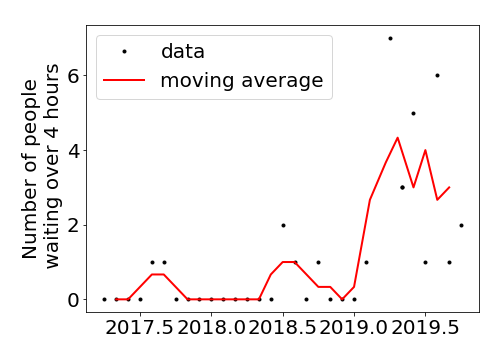 data
moving average
Number of people
waiting over 4 hours
6
4
2
0
2017.5 2018.0 2018.5 2019.0 2019.5